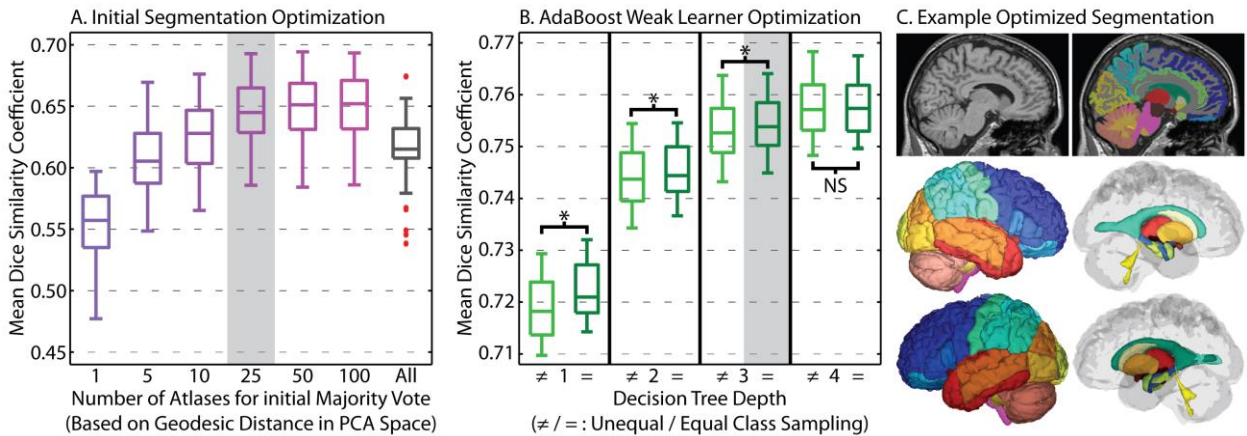 A. Initial Segmentation Optimization
Mean Dice Similarity Coefficient
0.70
0.65
0.60
0.55
0.50
0.45
1 5 10 25 50 100 All
Number of Atlases for initial Majority Vote
(Based on Geodesic Distance in PCA Space)
B. AdaBoost Weak Learner Optimization
Mean Dice Similarity Coefficient
0.77
0.76
0.75
0.74
0.73
0.72
0.71
*
*
*
NS
≠ 1 = ≠ 2 = ≠ 3 = ≠ 4 =
Decision Tree Depth
(≠ / = : Unequal / Equal Class Sampling)
C. Example Optimized Segmentation